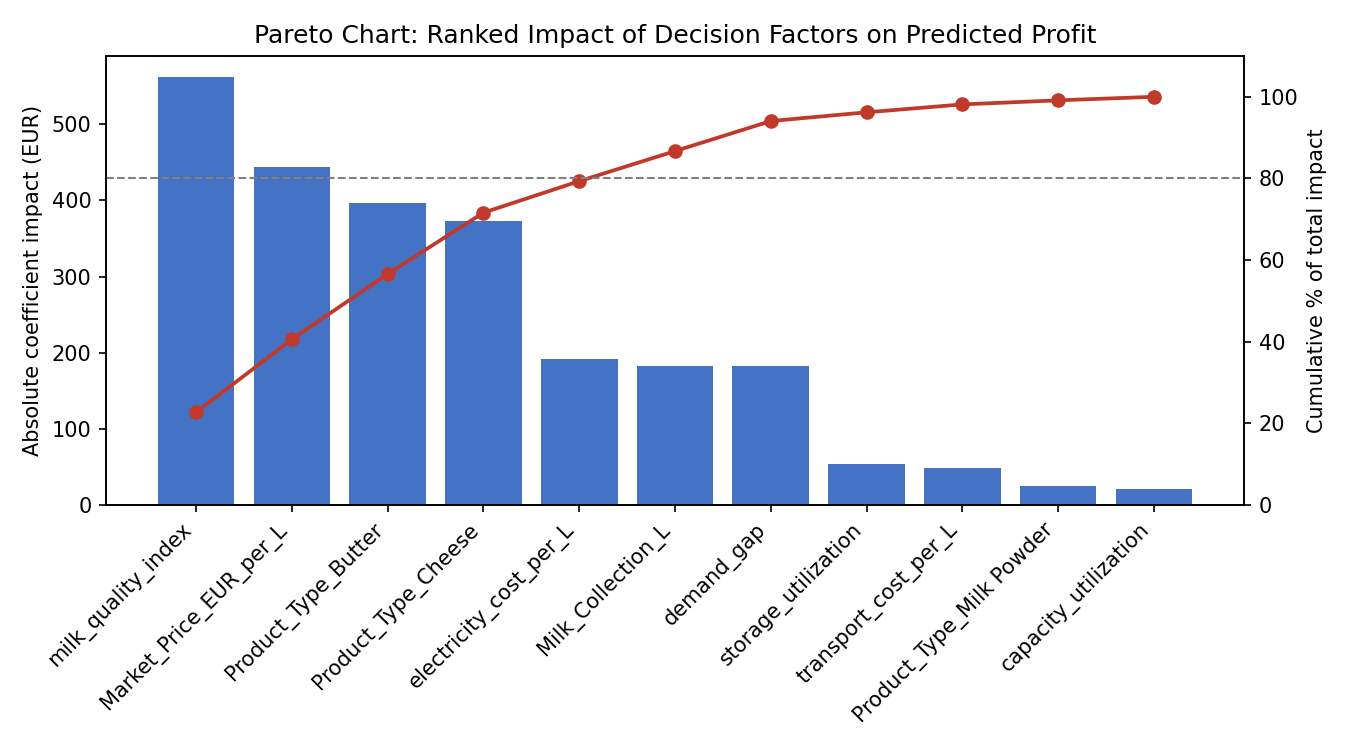 Pareto Chart: Ranked Impact of Decision Factors on Predicted Profit
Absolute coefficient impact (EUR)
500
400
300
200
100
0
100
80
60
40
20
0
Cumulative % of total impact
milk_quality_index
Market_Price_EUR_per_L
Product_Type_Butter
Product_Type_Cheese
electricity_cost_per_L
Milk_Collection_L
demand_gap
storage_utilization
transport_cost_per_L
Product_Type_Milk Powder
capacity_utilization